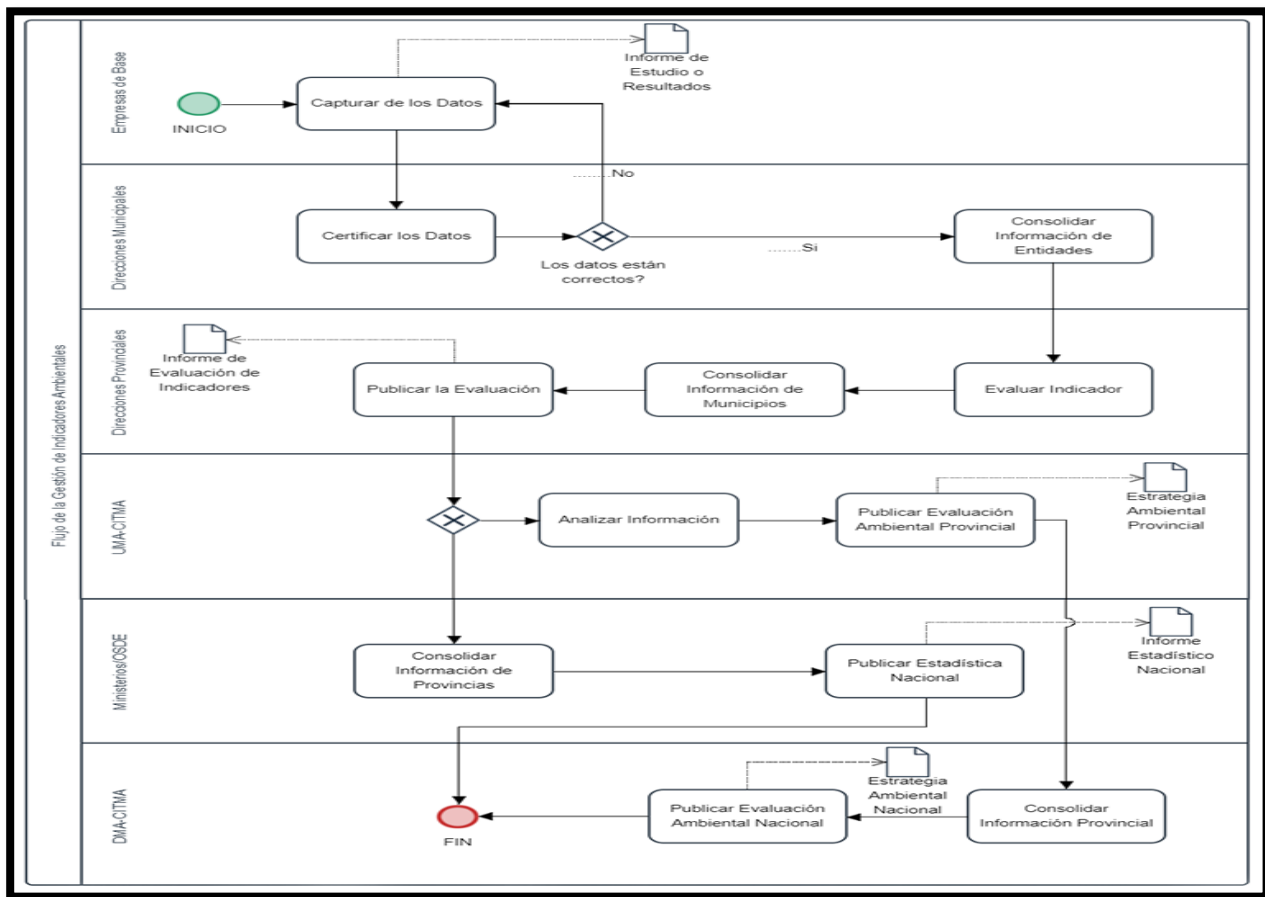 Flujo de la Gestión de Indicadores Ambientales
Empresas de Base
INICIO
Capturar de los Datos
Informe de
Estudio o
Resultados
Direcciones Municipales
Certificar los Datos
Los datos están
correctos?
........No
........Si
Consolidar
Información de
Entidades
Direcciones Provinciales
Informe de
Evaluación de
Indicadores
Publicar la Evaluación
Consolidar
Información de
Municipios
Evaluar Indicador
UMA-CITMA
Analizar Información
Publicar Evaluación
Ambiental Provincial
Estrategia
Ambiental
Provincial
Ministerios/OSDE
Consolidar
Información de
Provincias
Publicar Estadística
Nacional
Informe
Estadístico
Nacional
DMA-CITMA
FIN
Publicar Evaluación
Ambiental Nacional
Estrategia
Ambiental
Nacional
Consolidar
Información Provincial